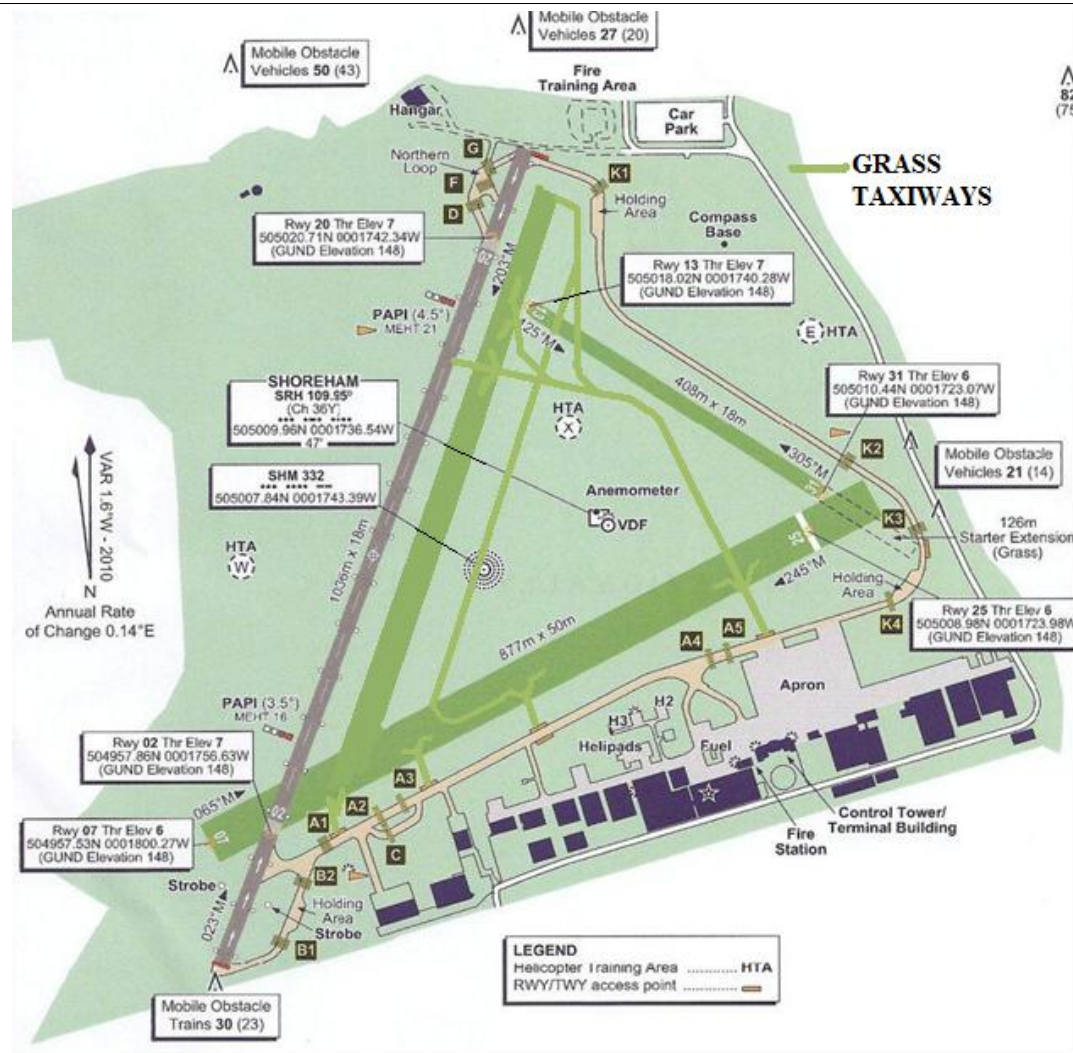 Mobile Obstacle
Vehicles 50 (43)
Mobile Obstacle
Vehicles 27 (20)
82
(75
Hangar
Fire
Training Area
Car
Park
GRASS
TAXIWAYS
Northern
Loop
G
F
D
K1
Holding
Area
Compass
Base
Rwy 20 Thr Elev 7
505020.71N 0001742.34W
(GUND Elevation 148)
20
203°M
Rwy 13 Thr Elev 7
505018.02N 0001740.28W
(GUND Elevation 148)
PAPI (4.5°)
MEHT 21
13
125°M
E HTA
408m x 18m
Rwy 31 Thr Elev 6
505010.44N 0001723.07W
(GUND Elevation 148)
SHOREHAM
SRH 109.95°
(Ch 36Y)
505009.96N 0001736.54W
47'
HTA
X
305°M
31
K2
Mobile Obstacle
Vehicles 21 (14)
SHM 332
505007.84N 0001743.39W
Anemometer
VDF
K3
126m
Starter Extension
(Grass)
VAR 1.6°W - 2010
N
Annual Rate
of Change 0.14°E
HTA
W
1036m x 18m
25
245°M
Holding
Area
K4
Rwy 25 Thr Elev 6
505008.98N 0001723.98W
(GUND Elevation 148)
877m x 50m
A4
A5
Apron
PAPI (3.5°)
MEHT 16
H3
H2
Helipads
Fuel
Rwy 02 Thr Elev 7
504957.86N 0001756.63W
(GUND Elevation 148)
065°M
02
07
A1
A2
A3
C
Rwy 07 Thr Elev 6
504957.53N 0001800.27W
(GUND Elevation 148)
Control Tower/
Terminal Building
Fire
Station
Strobe
023°M
B2
Holding
Area
Strobe
B1
Mobile Obstacle
Trains 30 (23)
LEGEND
Helicopter Training Area ............ HTA
RWY/TWY access point ..............